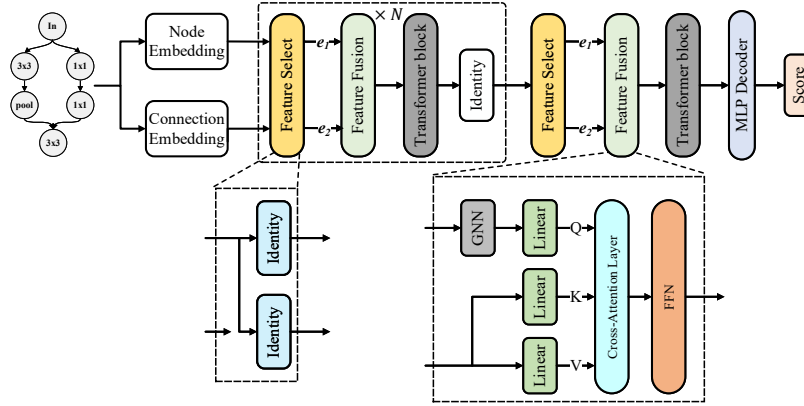 In
3x3
1x1
pool
1x1
3x3
Node
Embedding
Connection
Embedding
Feature Select
e1
e2
Feature Fusion
Transformer block
Identity
× N
Feature Select
e1
e2
Feature Fusion
Transformer block
MLP Decoder
Score
Identity
Identity
GNN
Linear
Q
Linear
K
Linear
V
Cross-Attention Layer
FFN